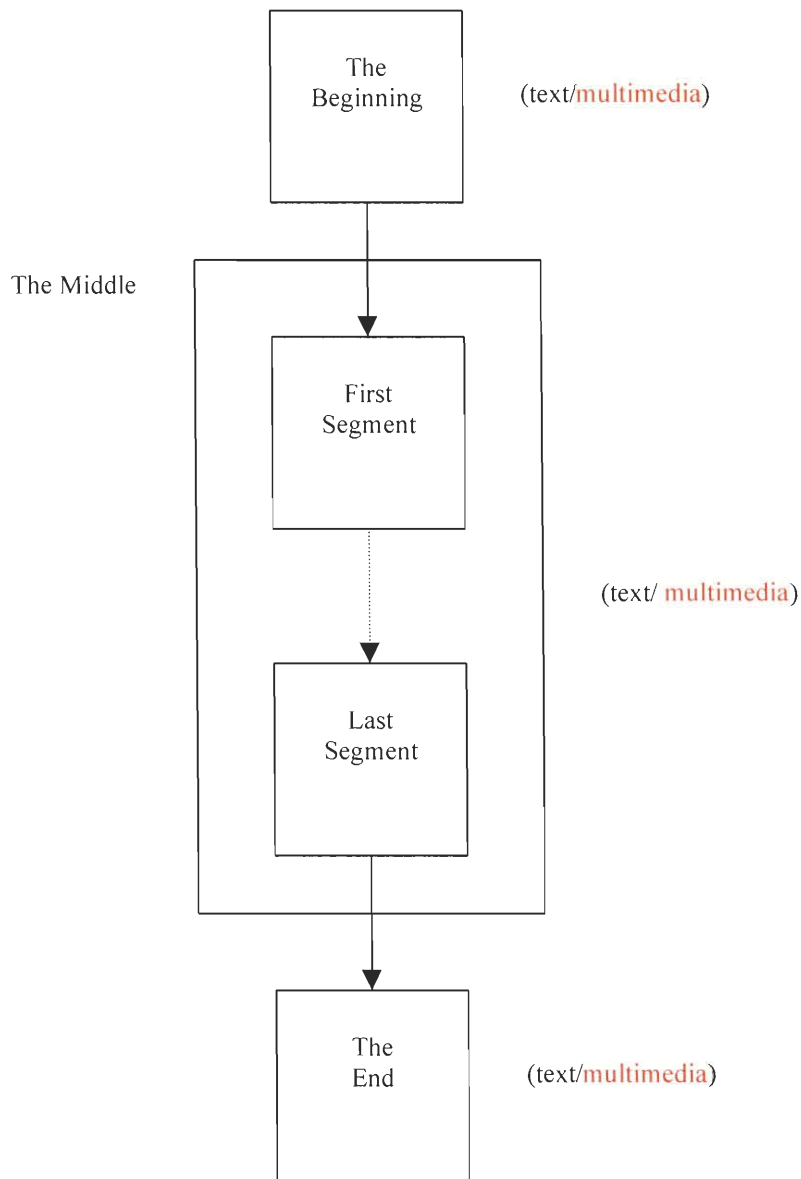 The
Beginning
(text/multimedia)
The Middle
First
Segment
(text/ multimedia)
Last
Segment
The
End
(text/multimedia)